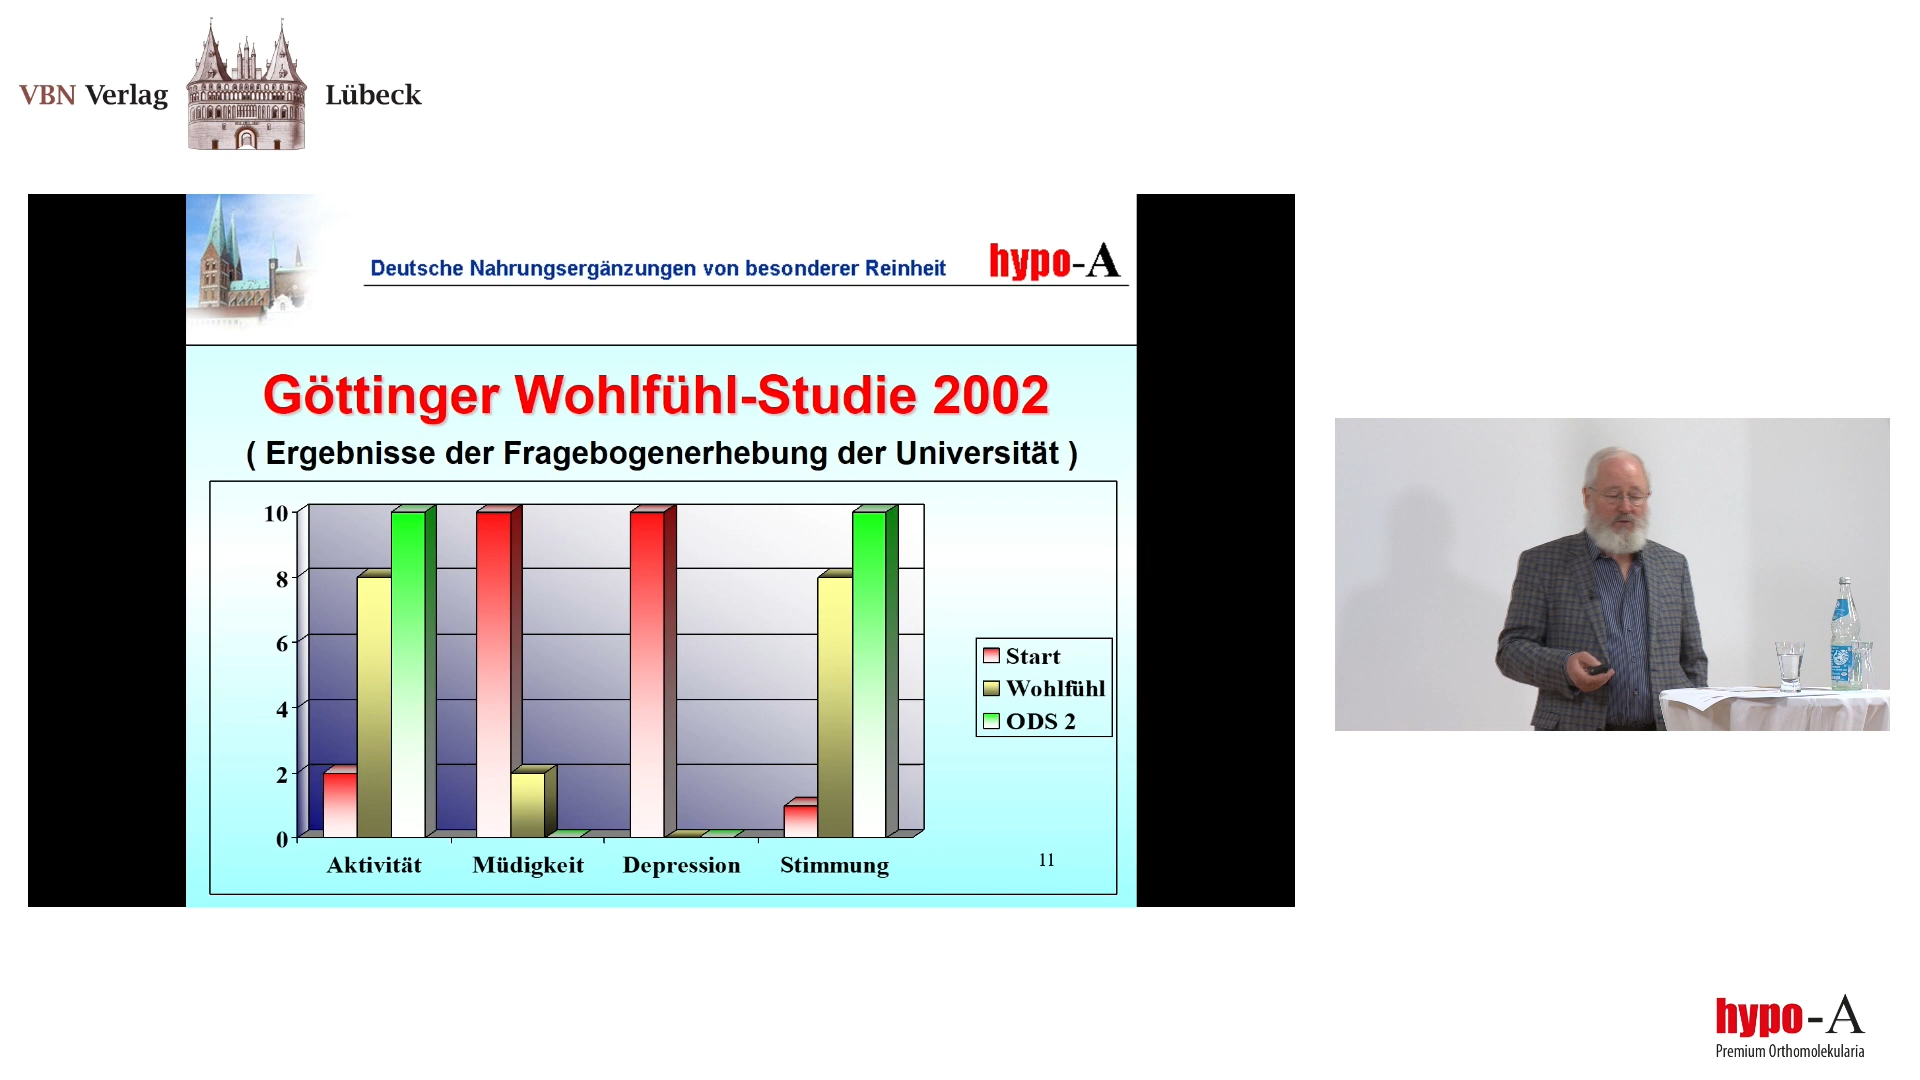 VBN Verlag Lübeck
Deutsche Nahrungsergänzungen von besonderer Reinheit
hypo-A
Göttinger Wohlfühl-Studie 2002
( Ergebnisse der Fragebogenerhebung der Universität )
10
8
6
4
2
0
Aktivität
Müdigkeit
Depression
Stimmung
Start
Wohlfühl
ODS 2
11
hypo-A
Premium Orthomolekularia